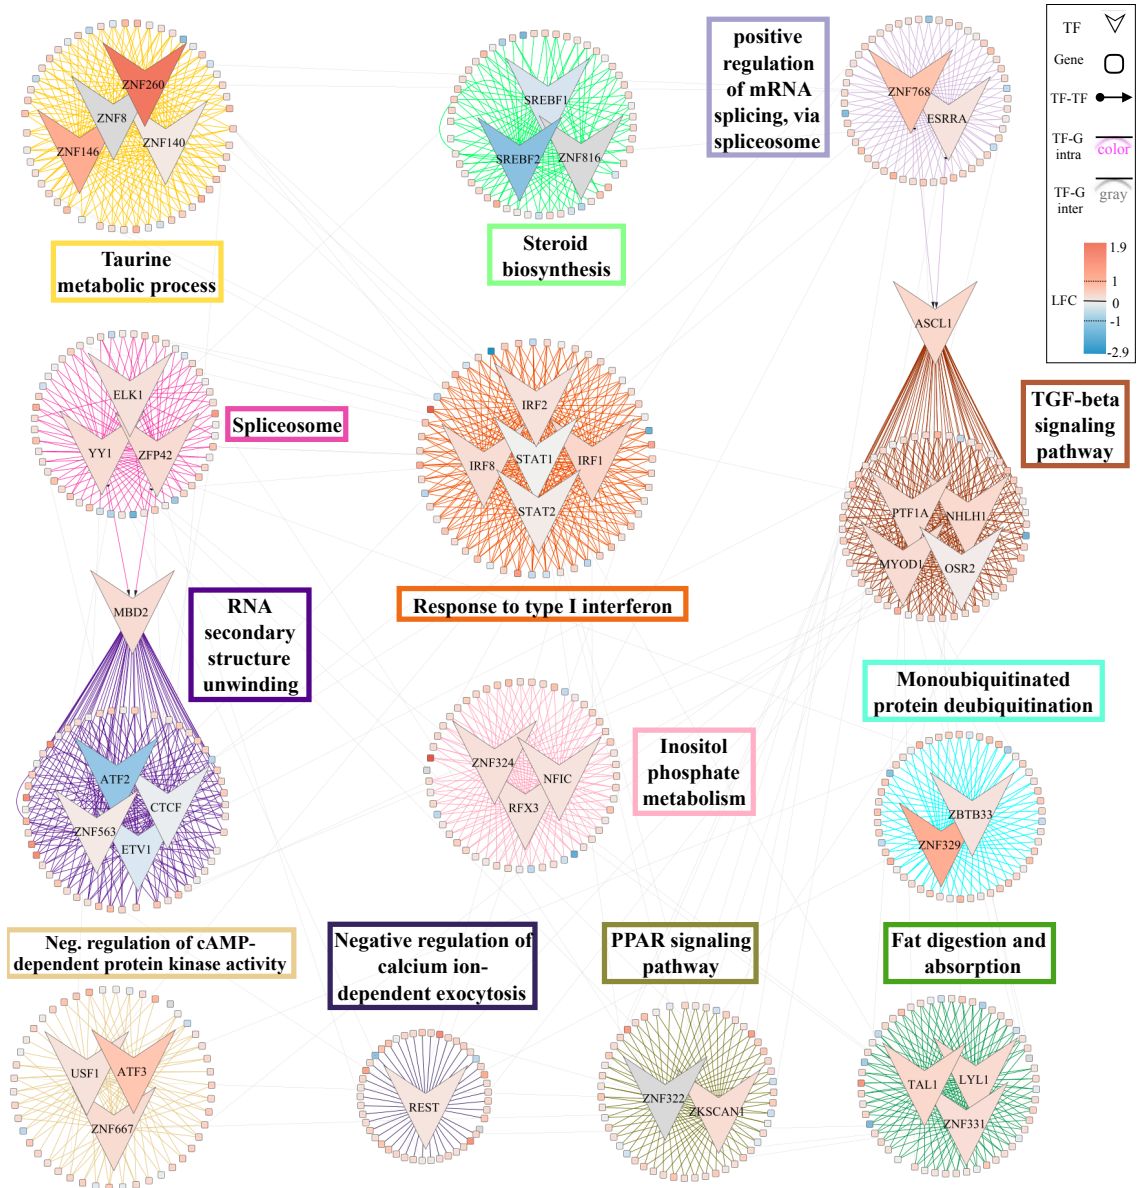 ZNF260
ZNF8
ZNF146
ZNF140
Taurine
metabolic process
SREBF1
SREBF2
ZNF816
Steroid
biosynthesis
positive
regulation
of mRNA
splicing, via
spliceosome
ZNF768
ESRRA
TF
Gene
TF-TF
TF-G
intra
color
TF-G
inter
gray
LFC
1.9
1
0
-1
-2.9
ELK1
YY1
ZFP42
Spliceosome
IRF2
IRF8
STAT1
IRF1
STAT2
Response to type I interferon
ASCL1
TGF-beta
signaling
pathway
PTF1A
NHLH1
MYOD1
OSR2
MBD2
RNA
secondary
structure
unwinding
ATF2
CTCF
ZNF563
ETV1
ZNF324
NFIC
RFX3
Inositol
phosphate
metabolism
Monoubiquitinated
protein deubiquitination
ZBTB33
ZNF329
Neg. regulation of cAMP-
dependent protein kinase activity
USF1
ATF3
ZNF667
Negative regulation of
calcium ion-
dependent exocytosis
REST
PPAR signaling
pathway
ZNF322
ZKSCAN1
Fat digestion and
absorption
TAL1
LYL1
ZNF331